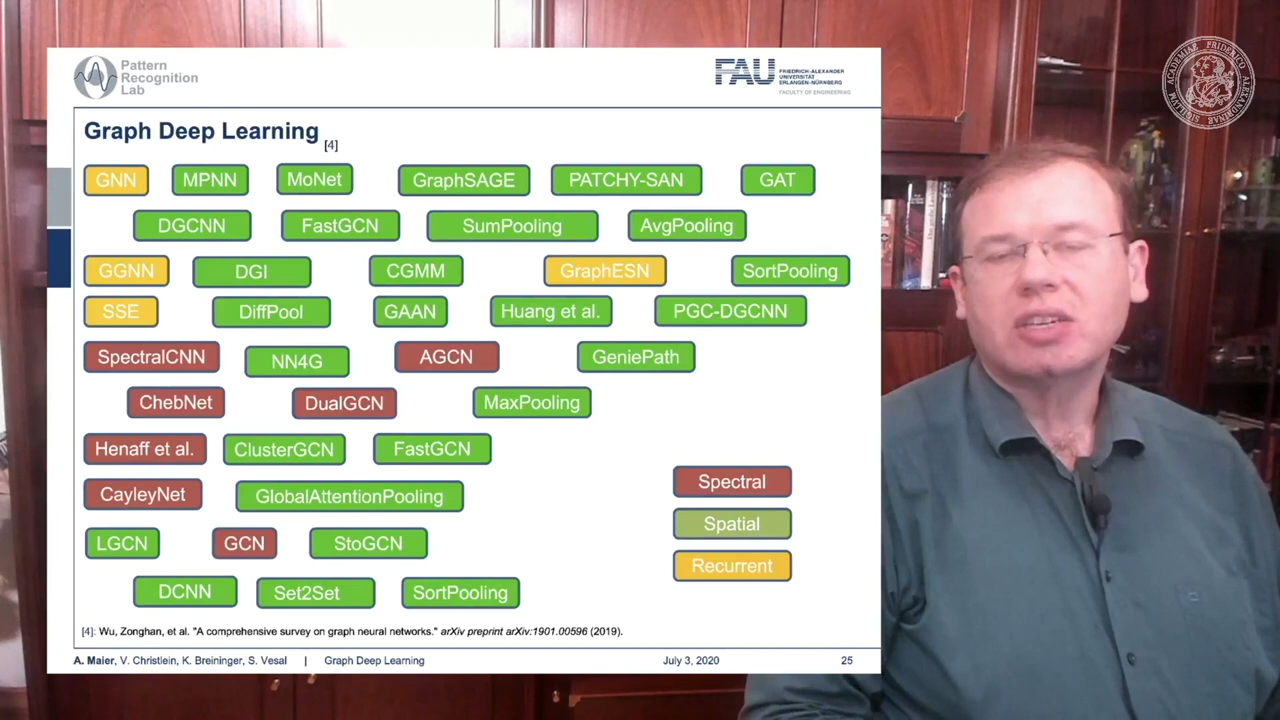 Pattern
Recognition
Lab
FAU
FRIEDRICH-ALEXANDER
UNIVERSITÄT
ERLANGEN-NÜRNBERG
FACULTY OF ENGINEERING
Graph Deep Learning [4]
GNN MPNN MoNet GraphSAGE PATCHY-SAN GAT
DGCNN FastGCN SumPooling AvgPooling
GGNN DGI CGMM GraphESN SortPooling
SSE DiffPool GAAN Huang et al. PGC-DGCNN
SpectralCNN NN4G AGCN GeniePath
ChebNet DualGCN MaxPooling
Henaff et al. ClusterGCN FastGCN
Spectral
CayleyNet GlobalAttentionPooling
Spatial
LGCN GCN StoGCN
Recurrent
DCNN Set2Set SortPooling
[4]: Wu, Zonghan, et al. "A comprehensive survey on graph neural networks." arXiv preprint arXiv:1901.00596 (2019).
A. Maier, V. Christlein, K. Breininger, S. Vesal | Graph Deep Learning July 3, 2020 25